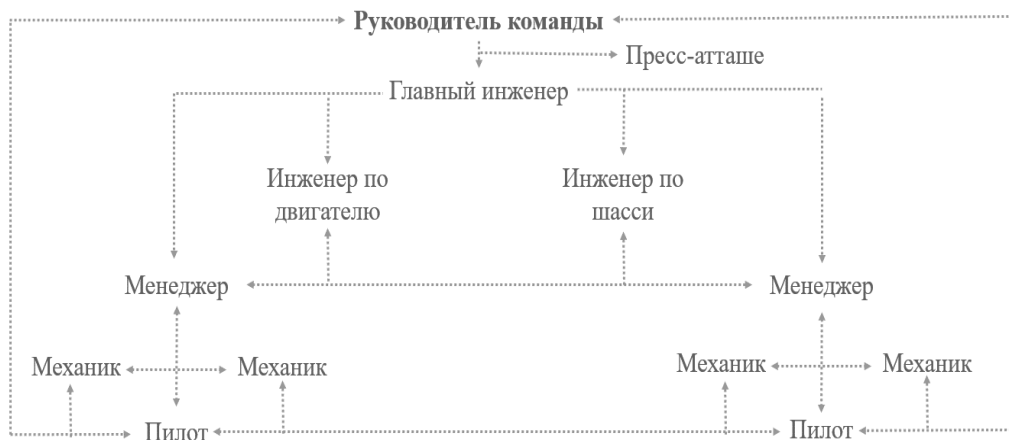 Руководитель команды
Пресс-атташе
Главный инженер
Инженер по
двигателю
Инженер по
шасси
Менеджер
Менеджер
Механик
Механик
Механик
Механик
Пилот
Пилот